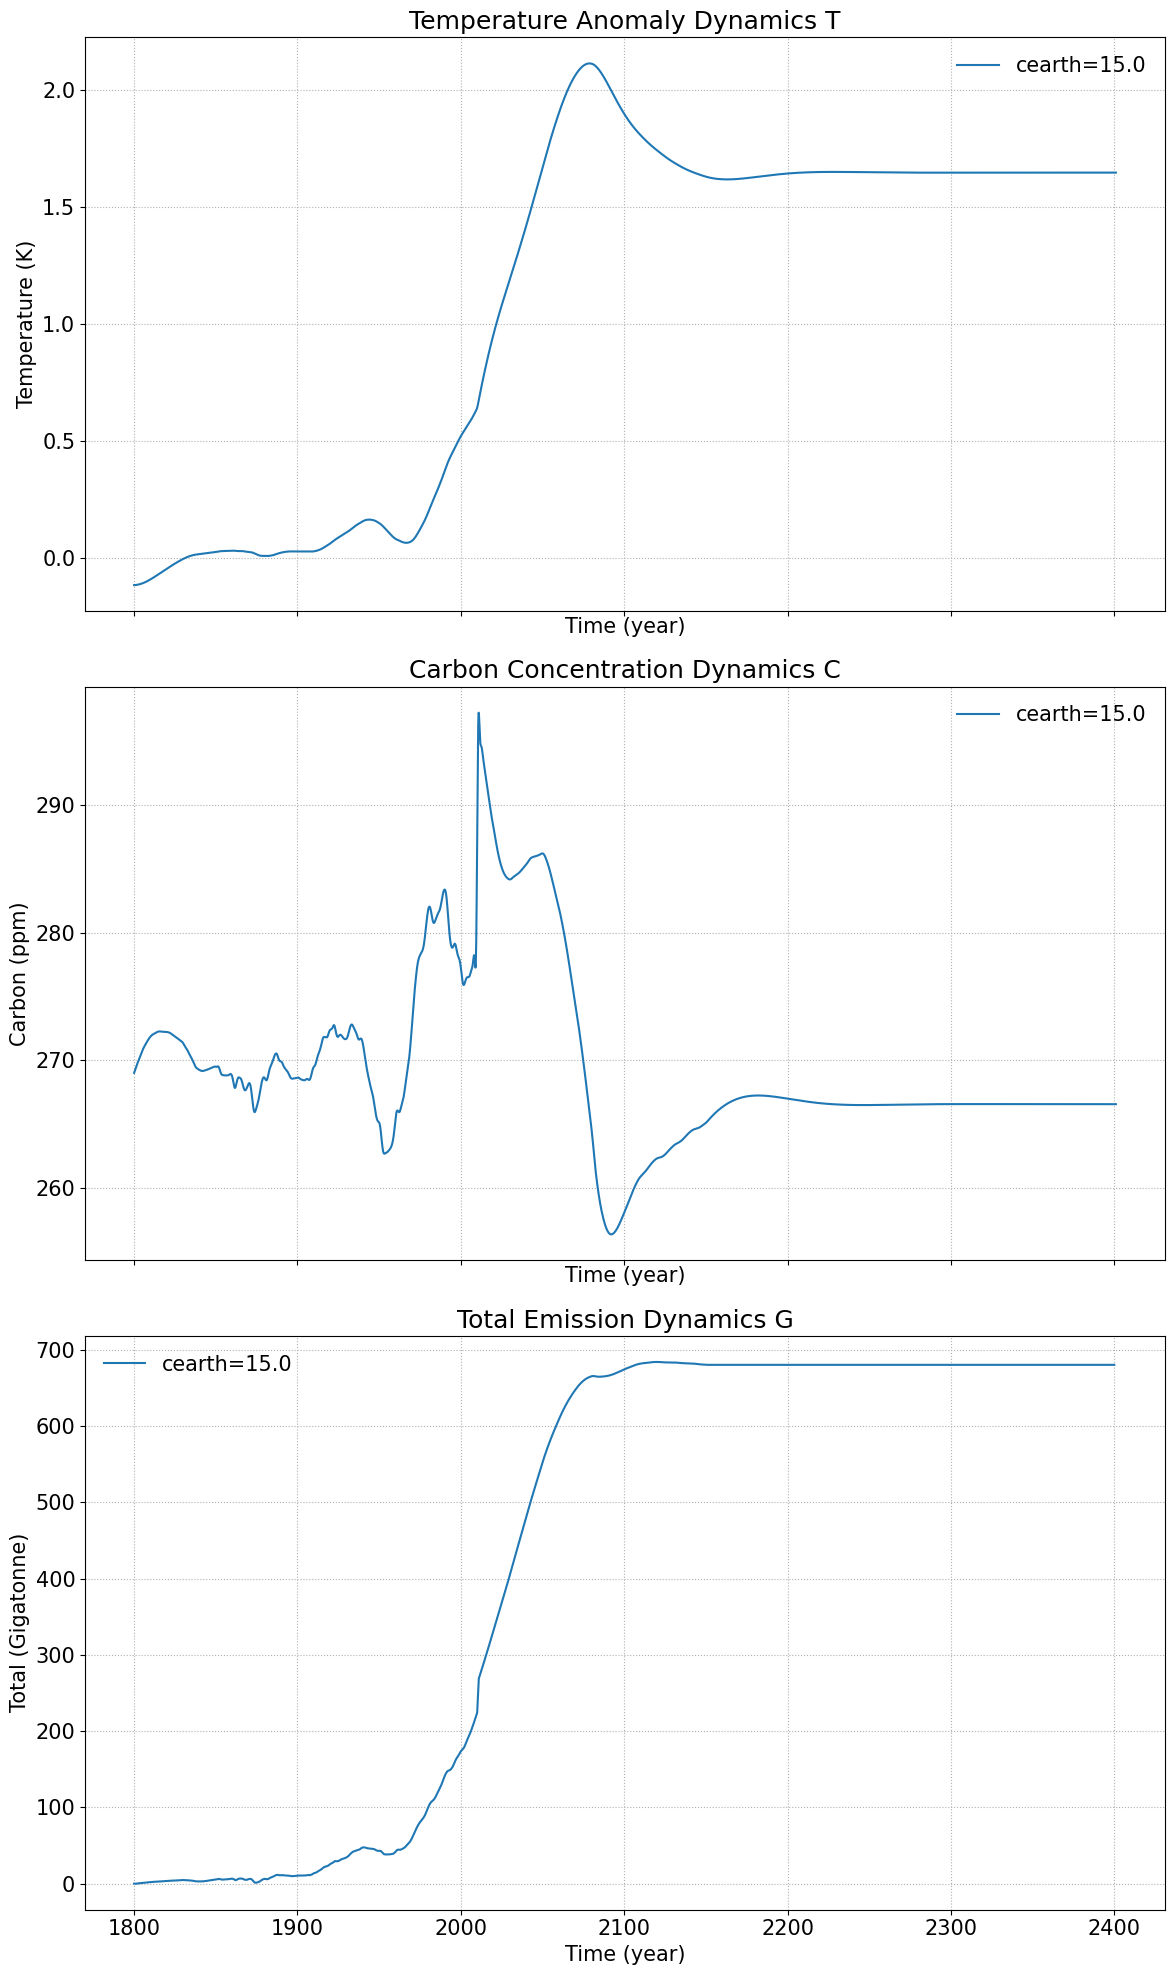 Temperature Anomaly Dynamics T
cearth=15.0
2.0
1.5
1.0
0.5
0.0
Temperature (K)
Time (year)
Carbon Concentration Dynamics C
cearth=15.0
290
280
270
260
Carbon (ppm)
Time (year)
Total Emission Dynamics G
cearth=15.0
700
600
500
400
300
200
100
0
Total (Gigatonne)
1800 1900 2000 2100 2200 2300 2400
Time (year)